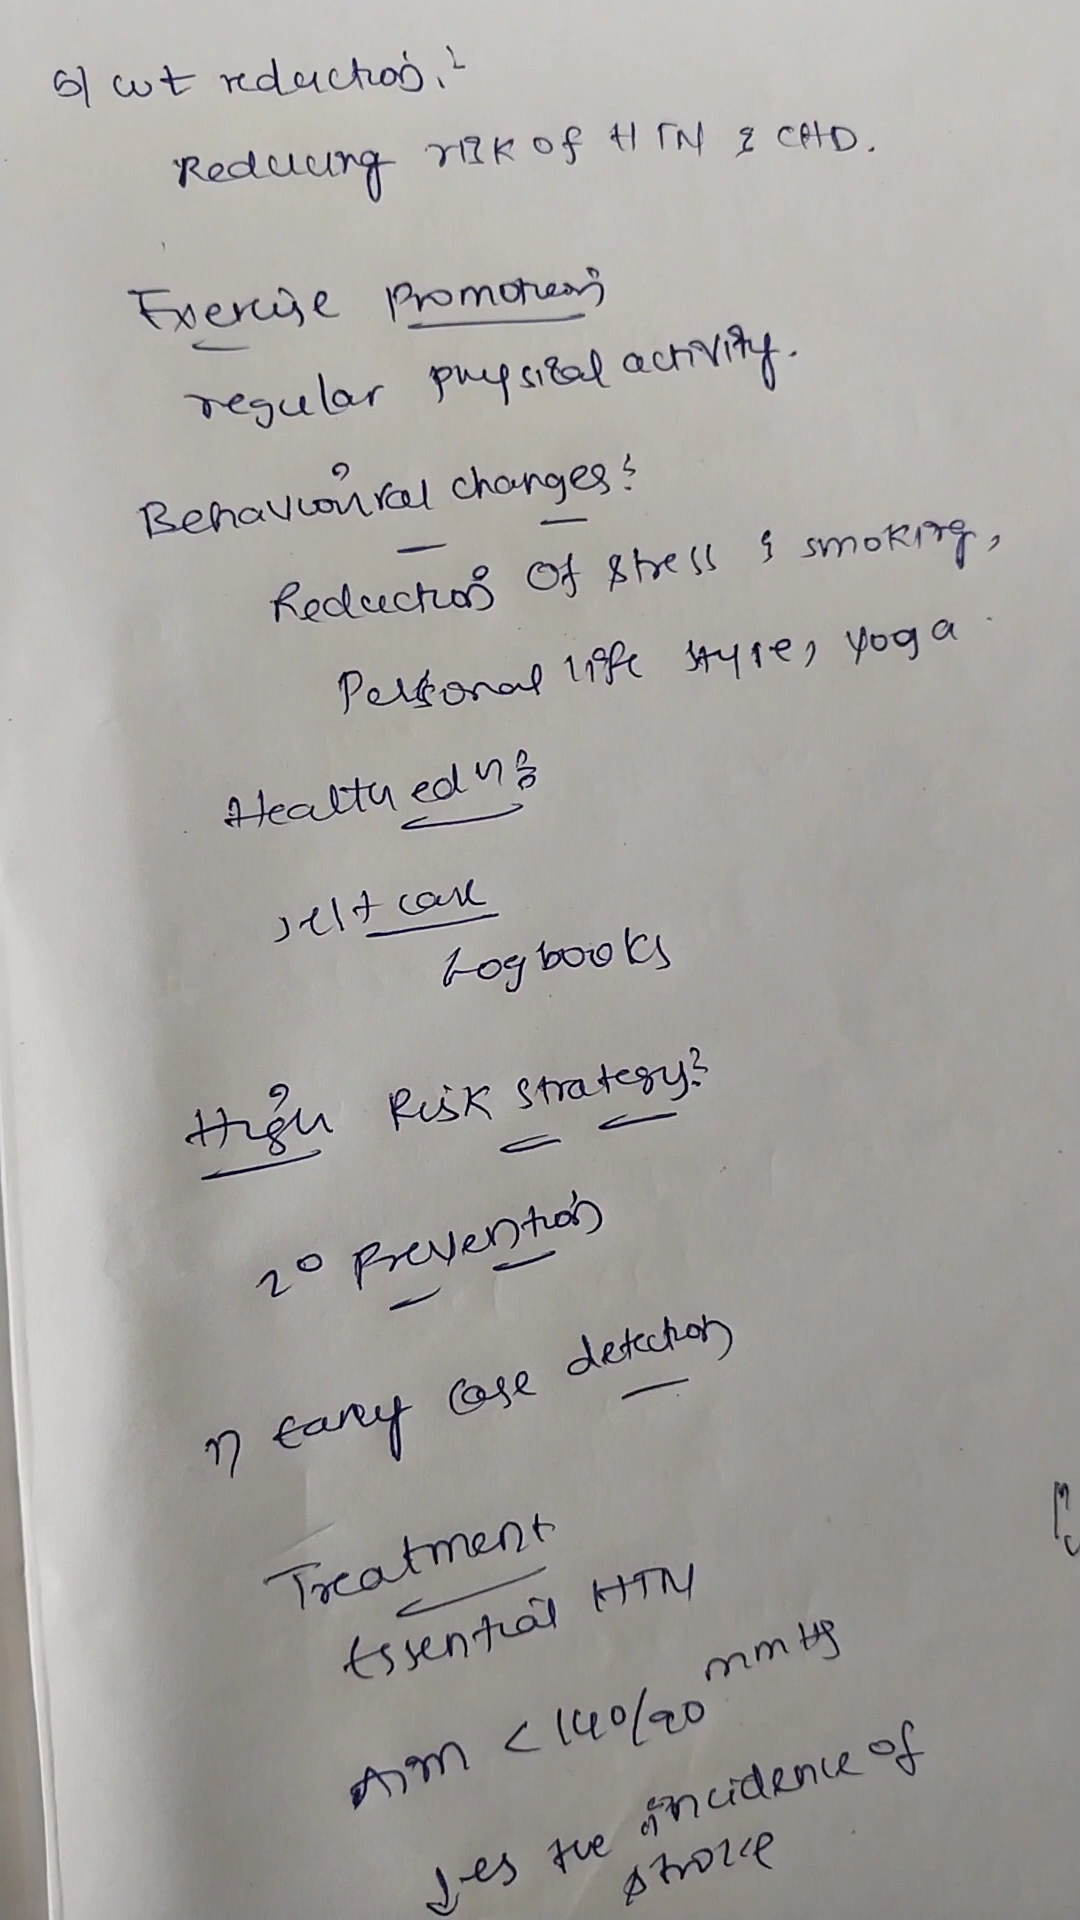 5) wt reduction:
Reducing risk of HTN & CHD.
Exercise Promotion
regular physical activity.
Behavioural changes:
Reduction of stress & smoking,
Personal life style, yoga
Health edn:
self care
Logbooks
High Risk strategy:
2° Prevention
1) Early case detection
Treatment
Essential HTN
Aim < 140/90 mmHg
↓es the incidence of
stroke